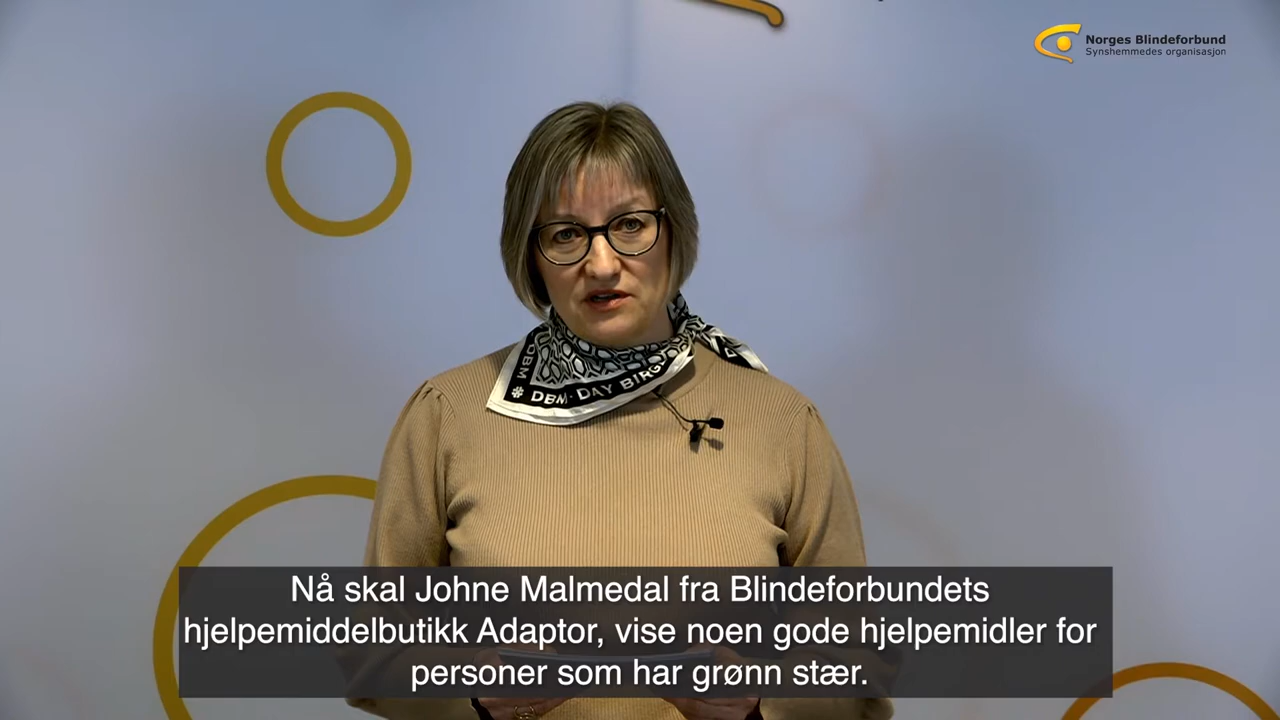 Norges Blindeforbund
Synshemmedes organisasjon
DBM
# DBM · DAY BIRG
Nå skal Johne Malmedal fra Blindeforbundets
hjelpemiddelbutikk Adaptor, vise noen gode hjelpemidler for
personer som har grønn stær.